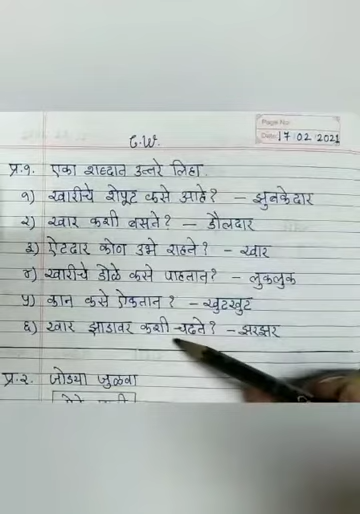 Page No.
C.W.
Date 17 02 2021
प्र.१. एका शब्दात उत्तरे लिहा.
१) खारीचे शेपूट कसे आहे? – झुबकेदार
२) खार कशी बसते? – डौलदार
३) ऐटदार कोण उभे राहते? – खार
४) खारीचे डोळे कसे पाहतात? – लुकलुक
५) कान कसे ऐकतात? – खुटखुट
६) खार झाडावर कशी चढते? – झरझर
प्र.२. जोड्या जुळवा